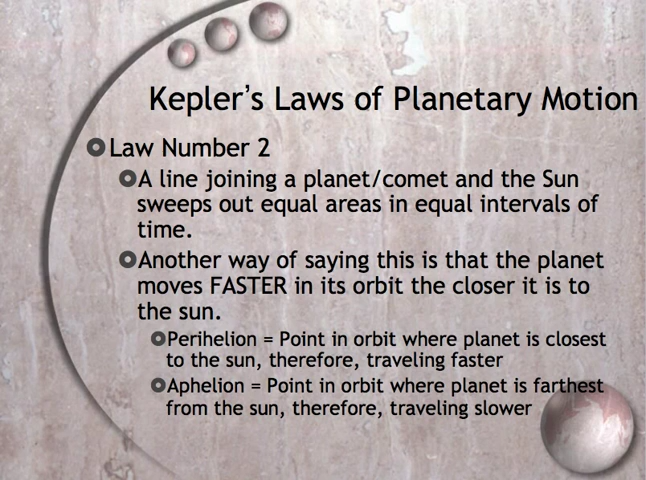 Kepler’s Laws of Planetary Motion
Law Number 2
A line joining a planet/comet and the Sun
sweeps out equal areas in equal intervals of
time.
Another way of saying this is that the planet
moves FASTER in its orbit the closer it is to
the sun.
Perihelion = Point in orbit where planet is closest
to the sun, therefore, traveling faster
Aphelion = Point in orbit where planet is farthest
from the sun, therefore, traveling slower